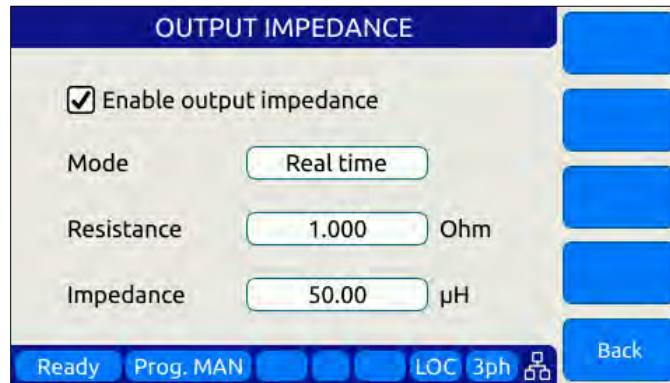 OUTPUT IMPEDANCE
Enable output impedance
Mode Real time
Resistance 1.000 Ohm
Impedance 50.00 μH
Back
Ready Prog. MAN LOC 3ph